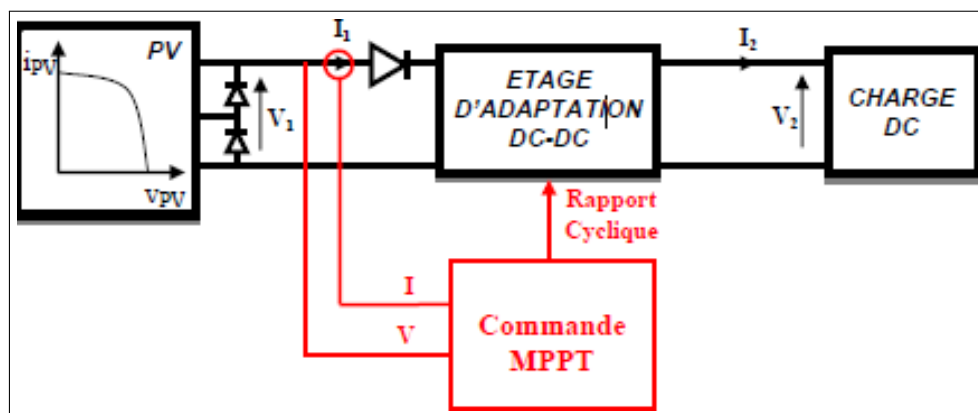 PV
iPV
vPV
V1
I1
ETAGE
D'ADAPTATION
DC-DC
I2
V2
CHARGE
DC
Rapport
Cyclique
I
V
Commande
MPPT